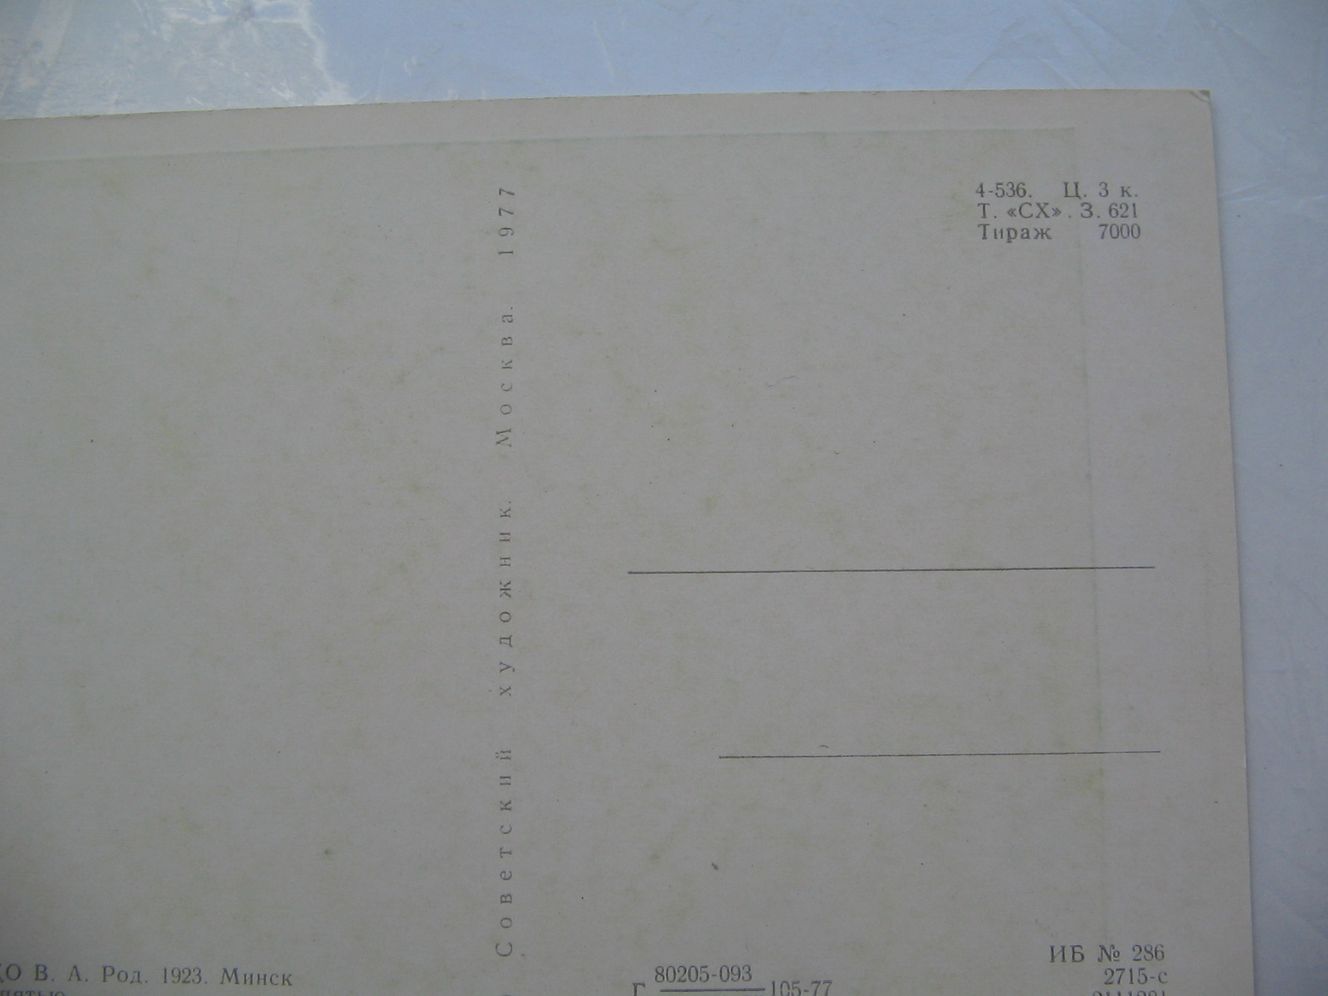 4-536. Ц. 3 к.
Т. «СХ». З. 621
Тираж 7000
Советский художник. Москва. 1977
В. А. Род. 1923. Минск
ИБ № 286
2715-с
80205-093
Г 105-77